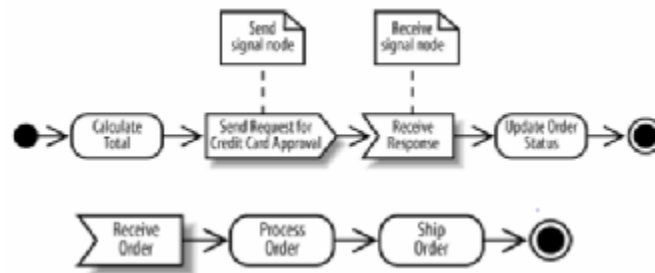 Send
signal node
Receive
signal node
Calculate
Total
Send Request for
Credit Card Approval
Receive
Response
Update Order
Status
Receive
Order
Process
Order
Ship
Order